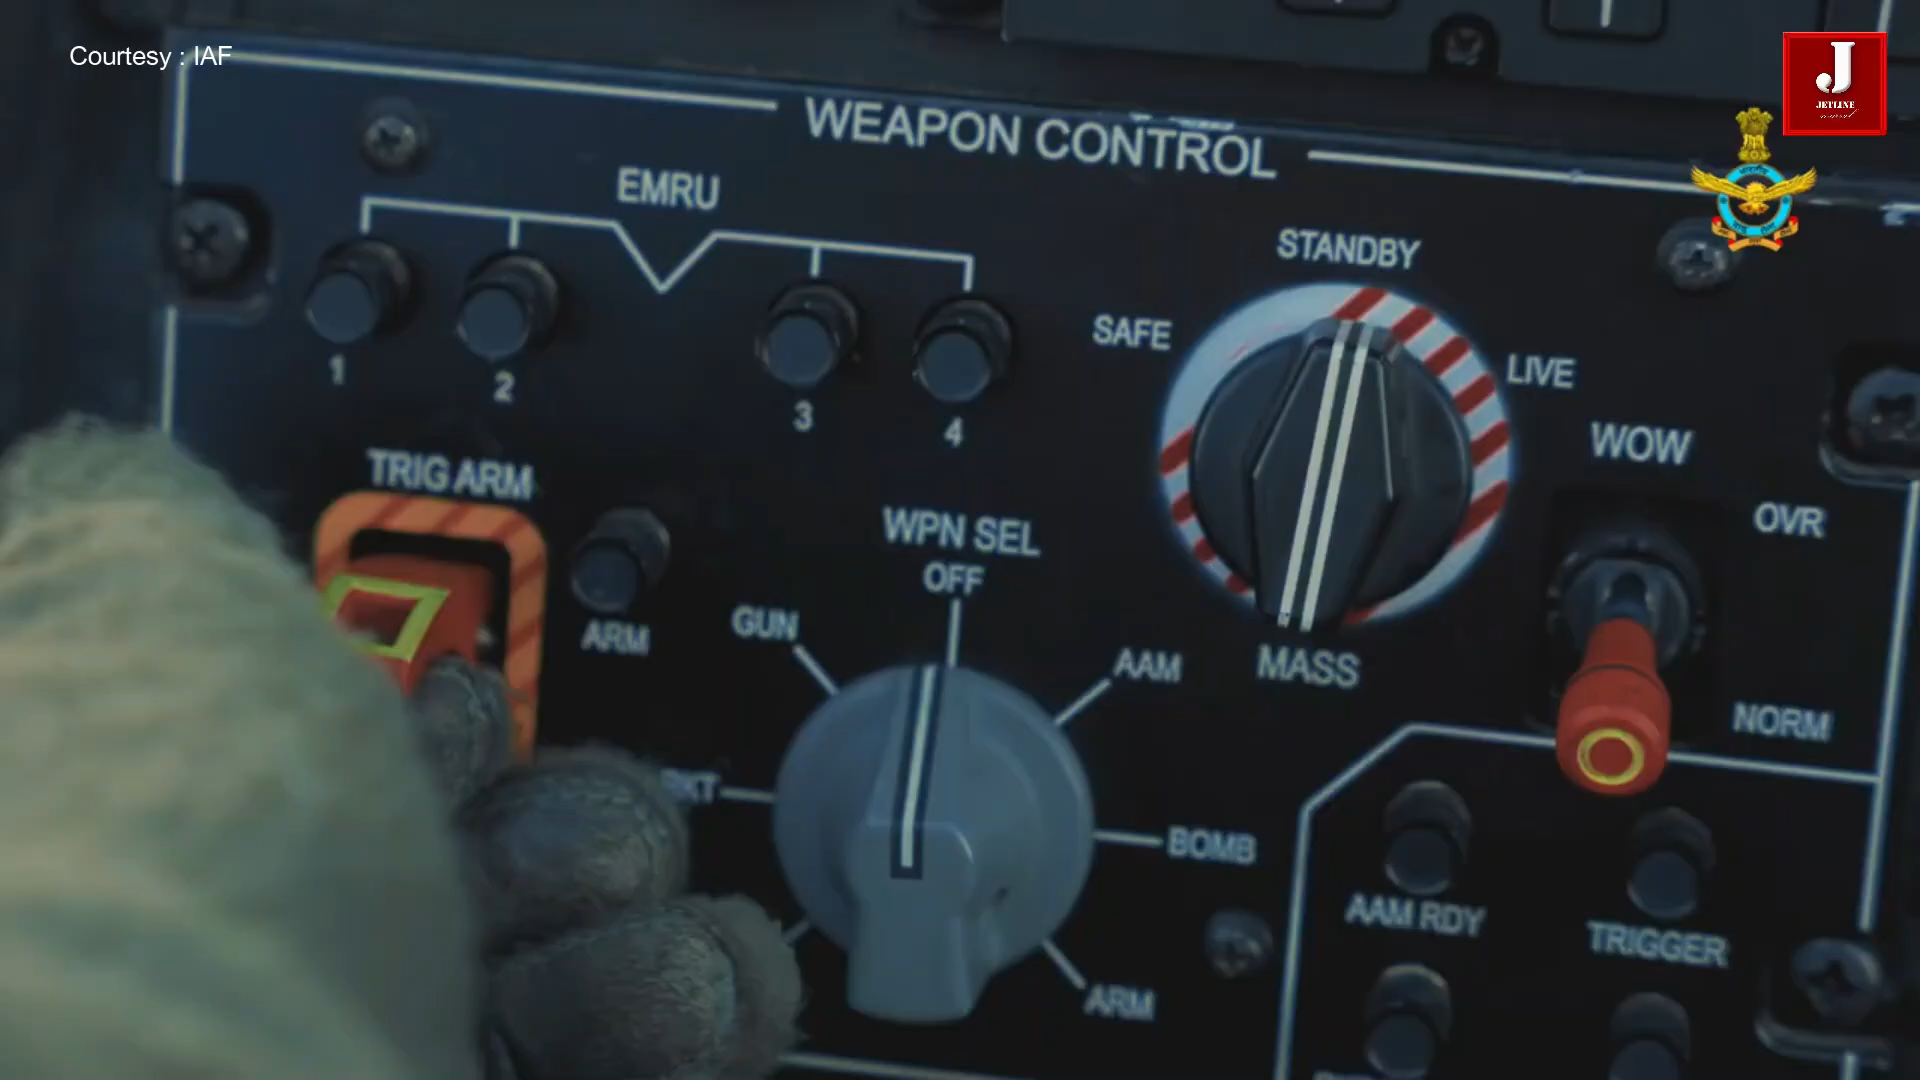 Courtesy : IAF
J
JETLINE
WEAPON CONTROL
EMRU
1
2
3
4
STANDBY
SAFE
LIVE
MASS
WOW
OVR
NORM
TRIG ARM
ARM
WPN SEL
OFF
GUN
AAM
BOMB
ARM
AAM RDY
TRIGGER